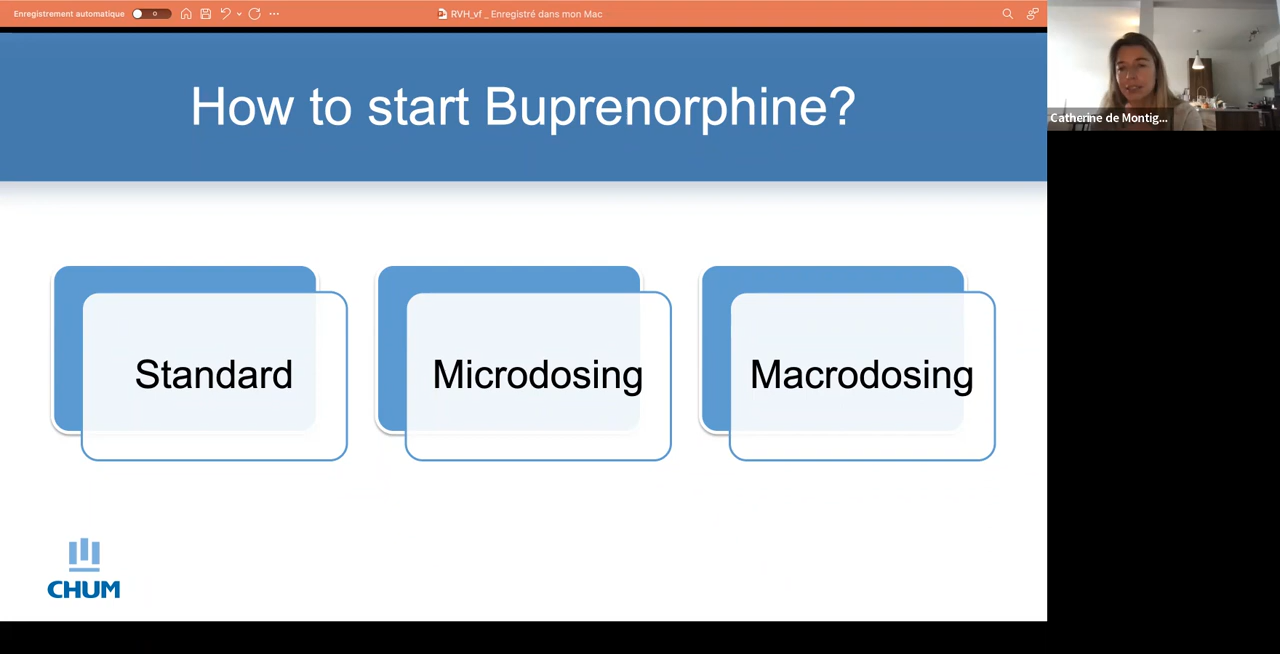 Enregistrement automatique
RVH_vf _ Enregistré dans mon Mac
How to start Buprenorphine?
Catherine de Montig...
Standard
Microdosing
Macrodosing
CHUM